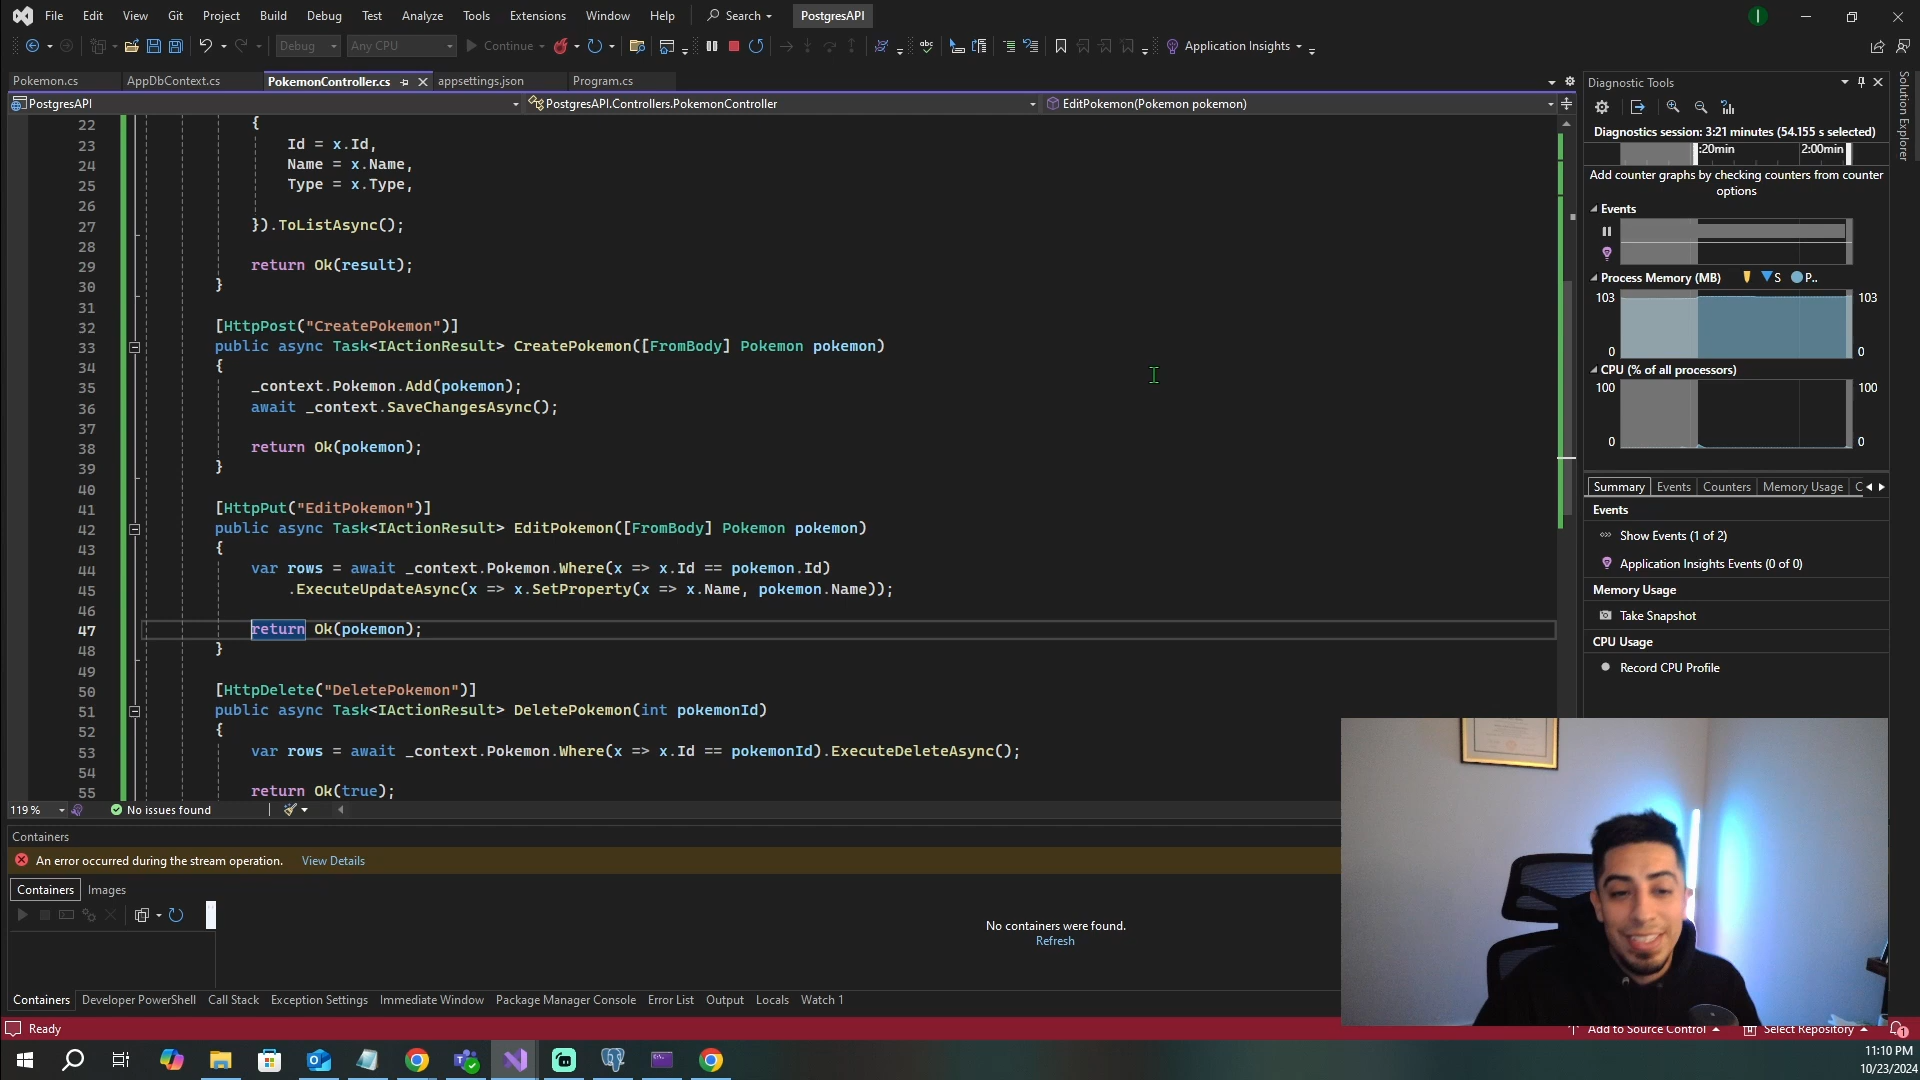 File Edit View Git Project Build Debug Test Analyze Tools Extensions Window Help Search PostgresAPI
Debug Any CPU Continue abc Application Insights
Pokemon.cs AppDbContext.cs PokemonController.cs appsettings.json Program.cs
PostgresAPI PostgresAPI.Controllers.PokemonController EditPokemon(Pokemon pokemon)
22 {
23 Id = x.Id,
24 Name = x.Name,
25 Type = x.Type,
26
27 }).ToListAsync();
28
29 return Ok(result);
30 }
31
32 [HttpPost("CreatePokemon")]
33 public async Task<IActionResult> CreatePokemon([FromBody] Pokemon pokemon)
34 {
35 _context.Pokemon.Add(pokemon);
36 await _context.SaveChangesAsync();
37
38 return Ok(pokemon);
39 }
40
41 [HttpPut("EditPokemon")]
42 public async Task<IActionResult> EditPokemon([FromBody] Pokemon pokemon)
43 {
44 var rows = await _context.Pokemon.Where(x => x.Id == pokemon.Id)
45 .ExecuteUpdateAsync(x => x.SetProperty(x => x.Name, pokemon.Name));
46
47 return Ok(pokemon);
48 }
49
50 [HttpDelete("DeletePokemon")]
51 public async Task<IActionResult> DeletePokemon(int pokemonId)
52 {
53 var rows = await _context.Pokemon.Where(x => x.Id == pokemonId).ExecuteDeleteAsync();
54
55 return Ok(true);
119 % No issues found
Diagnostic Tools
Diagnostics session: 3:21 minutes (54.155 s selected)
:20min 2:00min
Add counter graphs by checking counters from counter
options
Events
Process Memory (MB) S P..
103 103
0 0
CPU (% of all processors)
100 100
0 0
Summary Events Counters Memory Usage C
Events
Show Events (1 of 2)
Application Insights Events (0 of 0)
Memory Usage
Take Snapshot
CPU Usage
Record CPU Profile
Solution Explorer
Containers
An error occurred during the stream operation. View Details
Containers Images
No containers were found.
Refresh
Containers Developer PowerShell Call Stack Exception Settings Immediate Window Package Manager Console Error List Output Locals Watch 1
Ready Add to Source Control Select Repository 1
11:10 PM
10/23/2024